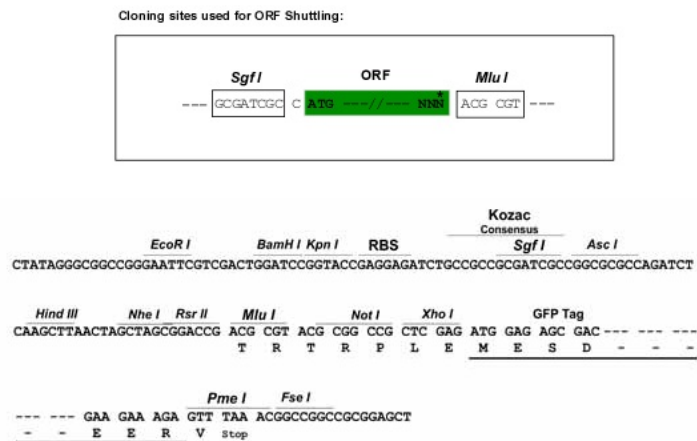 Cloning sites used for ORF Shuttling:
Sgf I ORF Mlu I
--- GCGATCGC C ATG ---//--- NNN* ACG CGT ---
Kozac
Consensus
EcoR I BamH I Kpn I RBS Sgf I Asc I
CTATAGGGCGGCCGGGAATTCGTCGACTGGATCCGGTACCGAGGAGATCTGCCGCCGCGATCGCCGGCGCGCCAGATCT
Hind III Nhe I Rsr II Mlu I Not I Xho I GFP Tag
CAAGCTTAACTAGCTAGCGGACCG ACG CGT ACG CGG CCG CTC GAG ATG GAG AGC GAC--- --- ---
T R T R P L E M E S D - - -
Pme I Fse I
--- --- GAA GAA AGA GTT TAA ACGGCCGGCCGCGGAGCT
- - E E R V Stop